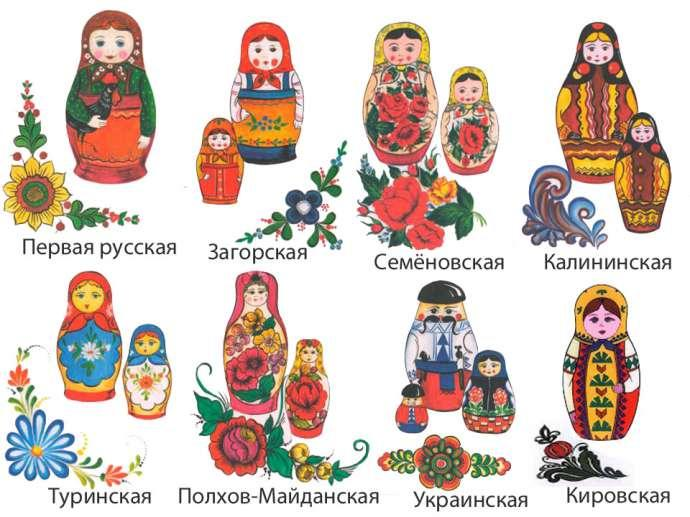 Первая русская
Загорская
Семёновская
Калининская
Туринская
Полхов-Майданская
Украинская
Кировская